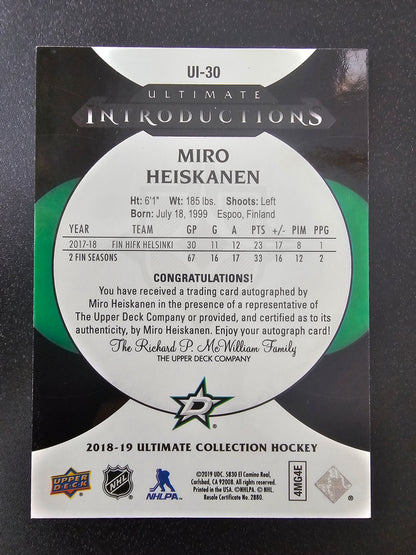 UI-30
ULTIMATE
INTRODUCTIONS
MIRO
HEISKANEN
Ht: 6'1" Wt: 185 lbs. Shoots: Left
Born: July 18, 1999 Espoo, Finland
YEAR TEAM GP G A PTS +/- PIM PPG
2017-18 FIN HIFK HELSINKI 30 11 12 23 17 8 1
2 FIN SEASONS 67 16 17 33 16 12 2
CONGRATULATIONS!
You have received a trading card autographed by
Miro Heiskanen in the presence of a representative of
The Upper Deck Company or provided, and certified as to its
authenticity, by Miro Heiskanen. Enjoy your autograph card!
The Richard P. McWilliam Family
THE UPPER DECK COMPANY
D
2018-19 ULTIMATE COLLECTION HOCKEY
UPPER DECK
NHL
NHLPA
©2019 UDC. 5830 El Camino Real,
Carlsbad, CA 92008. All rights reserved.
Printed in the USA. ©NHLPA. © NHL.
Resale Certificate No. 2880.
4MG4E
®